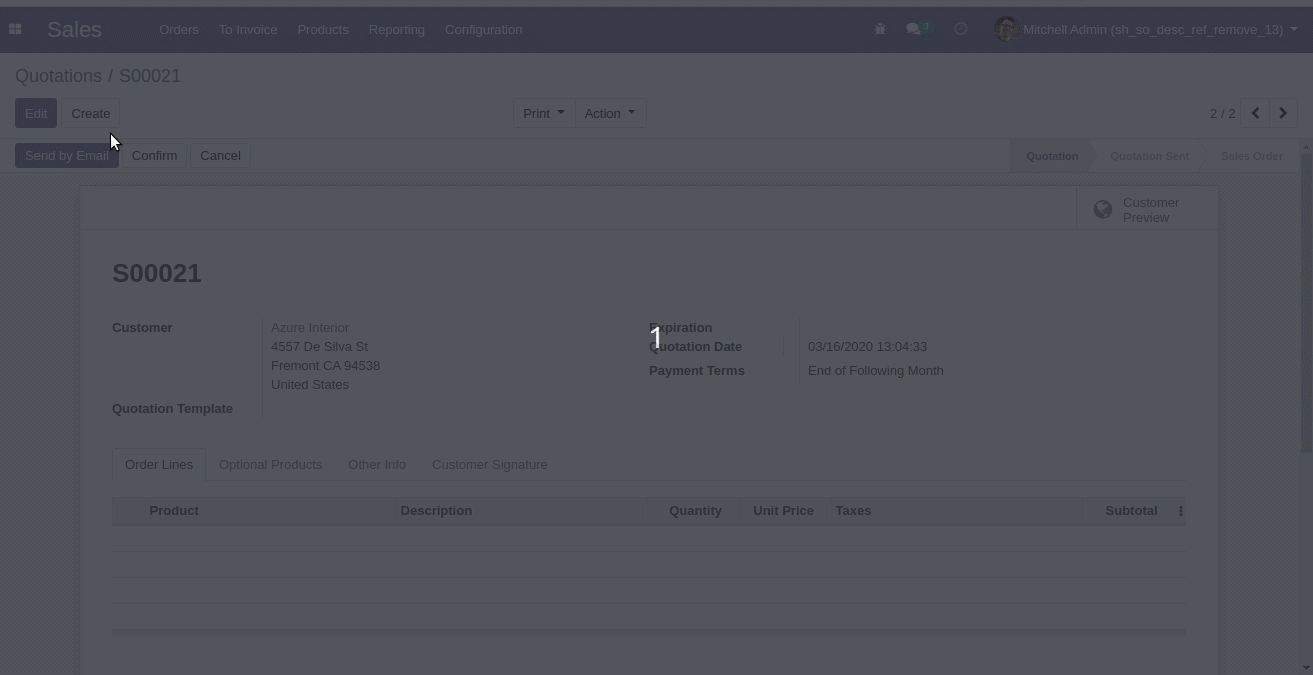 Sales Orders To Invoice Products Reporting Configuration 3 Mitchell Admin (sh_so_desc_ref_remove_13)
Quotations / S00021
Edit Create Print Action 2 / 2
Send by Email Confirm Cancel Quotation Quotation Sent Sales Order
Customer
Preview
S00021
Customer Azure Interior
4557 De Silva St
Fremont CA 94538
United States
Quotation Template
Expiration
1
Quotation Date 03/16/2020 13:04:33
Payment Terms End of Following Month
Order Lines Optional Products Other Info Customer Signature
Product Description Quantity Unit Price Taxes Subtotal